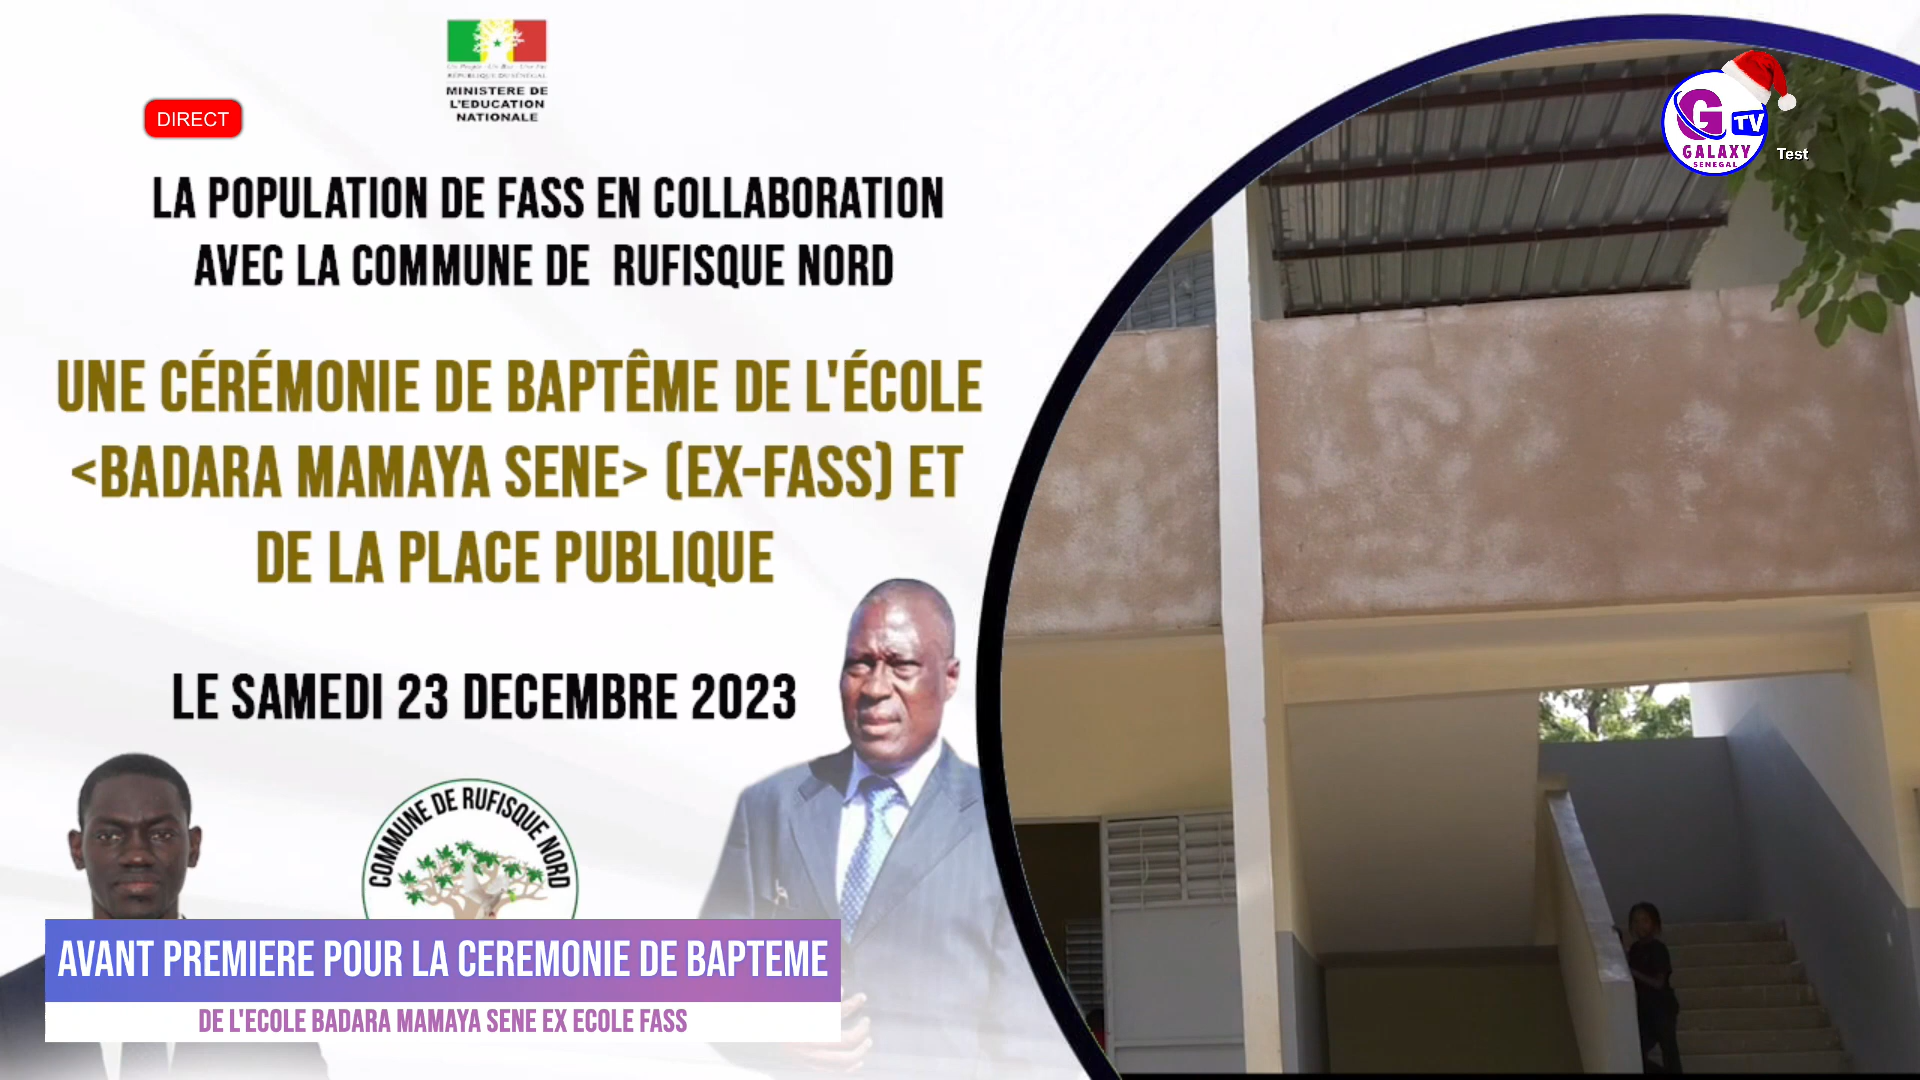 RÉPUBLIQUE DU SÉNÉGAL
MINISTERE DE
L'EDUCATION
NATIONALE
DIRECT
G TV
GALAXY
SENEGAL
Test
LA POPULATION DE FASS EN COLLABORATION
AVEC LA COMMUNE DE RUFISQUE NORD
UNE CÉRÉMONIE DE BAPTÊME DE L'ÉCOLE
<BADARA MAMAYA SENE> (EX-FASS) ET
DE LA PLACE PUBLIQUE
LE SAMEDI 23 DECEMBRE 2023
COMMUNE DE RUFISQUE NORD
AVANT PREMIERE POUR LA CEREMONIE DE BAPTEME
DE L'ECOLE BADARA MAMAYA SENE EX ECOLE FASS